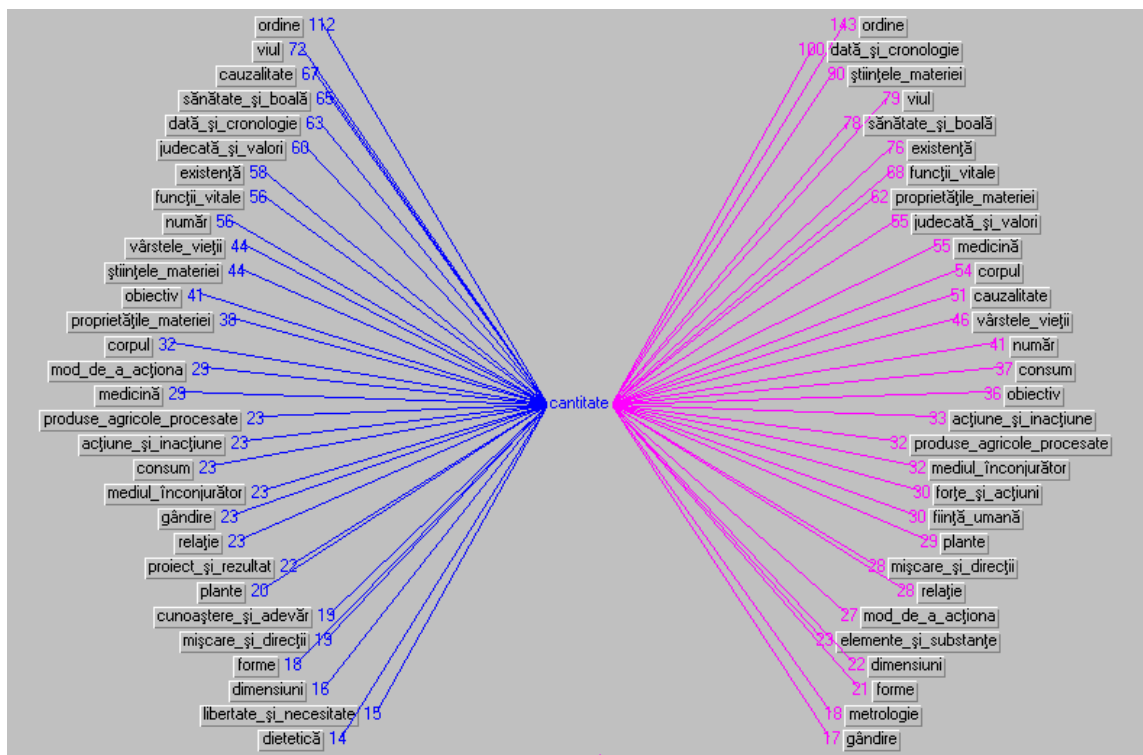 ordine 112
viul 72
cauzalitate 67
sănătate_şi_boală 65
dată_şi_cronologie 63
judecată_şi_valori 60
existenţă 58
funcţii_vitale 56
număr 56
vârstele_vieţii 44
ştiinţele_materiei 44
obiectiv 41
proprietăţile_materiei 38
corpul 32
mod_de_a_acţiona 29
medicină 29
produse_agricole_procesate 23
acţiune_şi_inacţiune 23
consum 23
mediul_înconjurător 23
gândire 23
relaţie 23
proiect_şi_rezultat 22
plante 20
cunoaştere_şi_adevăr 19
mişcare_şi_direcţii 19
forme 18
dimensiuni 16
libertate_şi_necesitate 15
dietetică 14
cantitate
143 ordine
100 dată_şi_cronologie
90 ştiinţele_materiei
79 viul
78 sănătate_şi_boală
76 existenţă
68 funcţii_vitale
62 proprietăţile_materiei
55 judecată_şi_valori
55 medicină
54 corpul
51 cauzalitate
46 vârstele_vieţii
41 număr
37 consum
36 obiectiv
33 acţiune_şi_inacţiune
32 produse_agricole_procesate
32 mediul_înconjurător
30 forţe_şi_acţiuni
30 fiinţă_umană
29 plante
28 mişcare_şi_direcţii
28 relaţie
27 mod_de_a_acţiona
23 elemente_şi_substanţe
22 dimensiuni
21 forme
18 metrologie
17 gândire